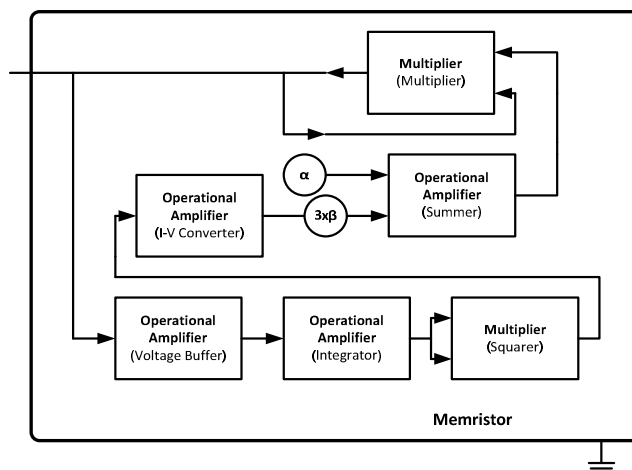 Multiplier
(Multiplier)
α
Operational
Amplifier
(Summer)
Operational
Amplifier
(I-V Converter)
3xβ
Operational
Amplifier
(Voltage Buffer)
Operational
Amplifier
(Integrator)
Multiplier
(Squarer)
Memristor